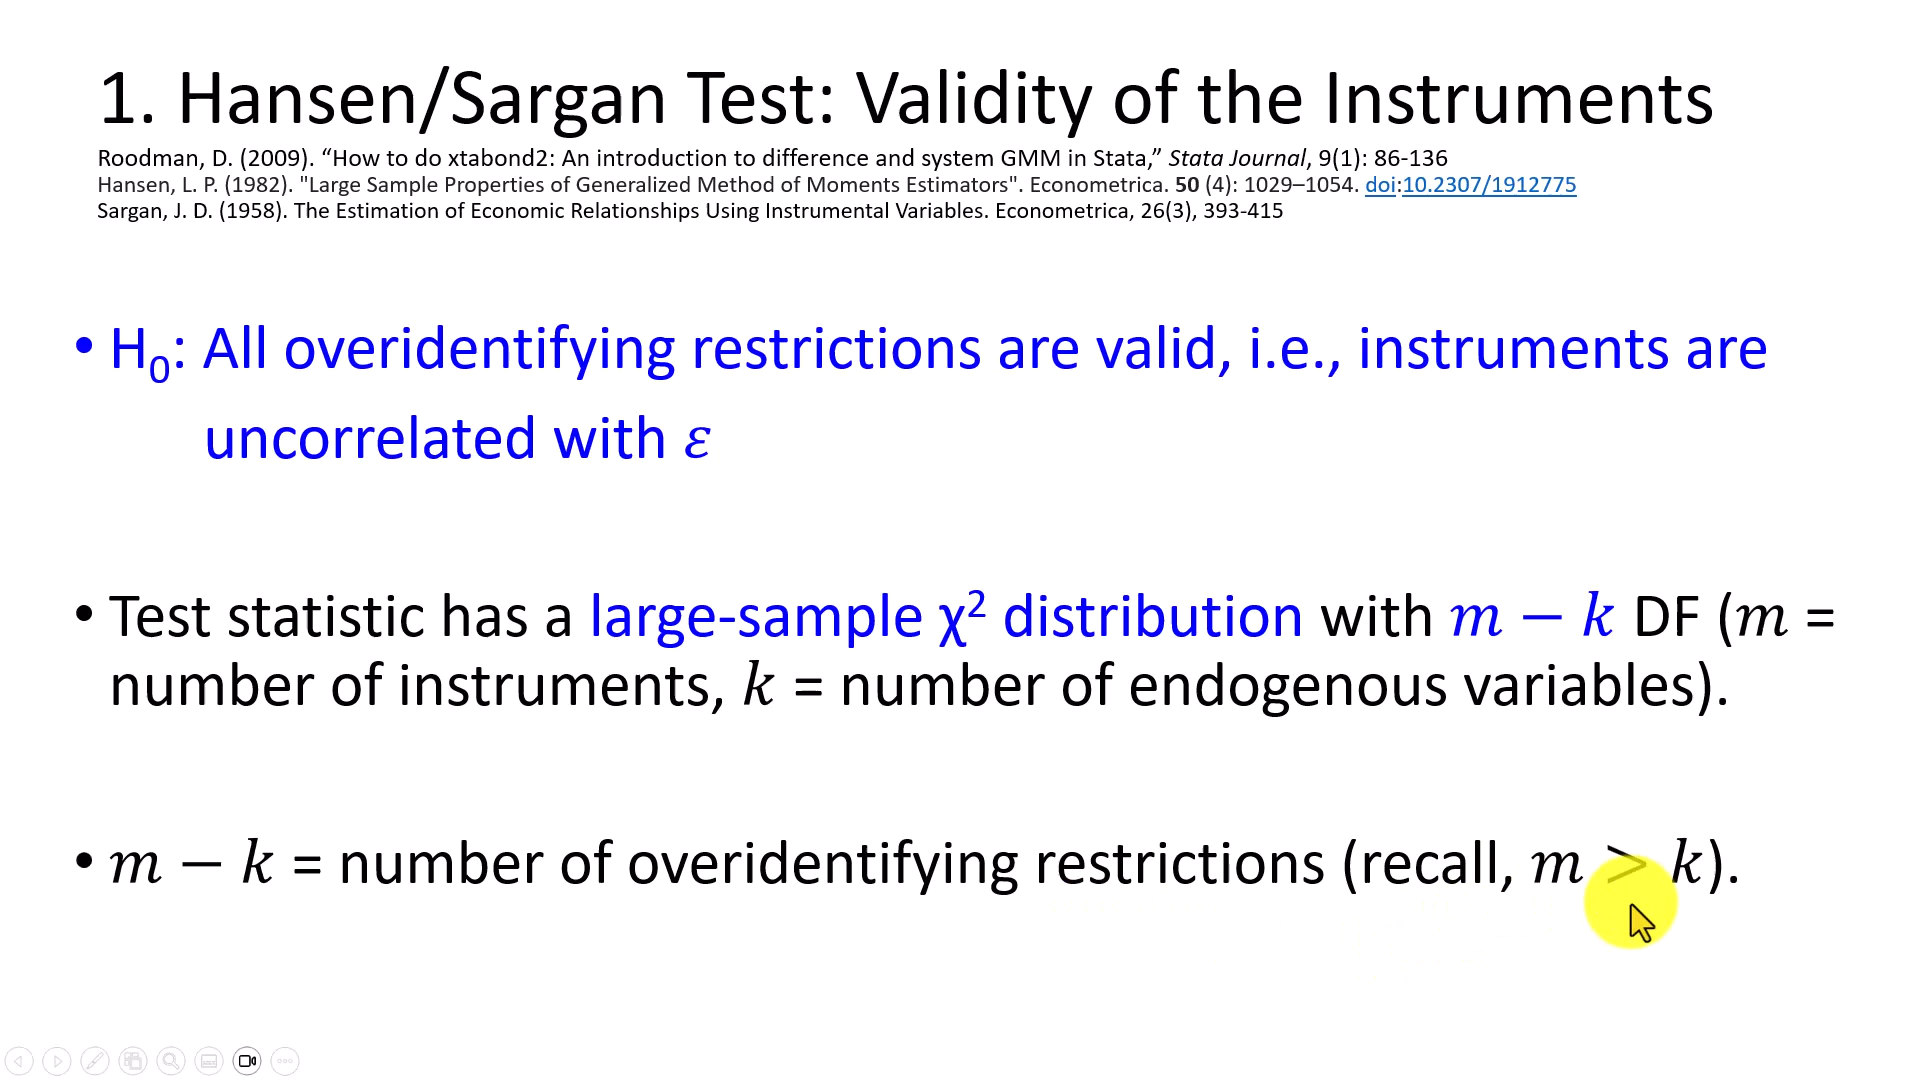 1. Hansen/Sargan Test: Validity of the Instruments
Roodman, D. (2009). “How to do xtabond2: An introduction to difference and system GMM in Stata,” Stata Journal, 9(1): 86-136
Hansen, L. P. (1982). "Large Sample Properties of Generalized Method of Moments Estimators". Econometrica. 50 (4): 1029–1054. doi:10.2307/1912775
Sargan, J. D. (1958). The Estimation of Economic Relationships Using Instrumental Variables. Econometrica, 26(3), 393-415
• H₀: All overidentifying restrictions are valid, i.e., instruments are
uncorrelated with ε
• Test statistic has a large-sample χ² distribution with m − k DF (m =
number of instruments, k = number of endogenous variables).
• m − k = number of overidentifying restrictions (recall, m > k).